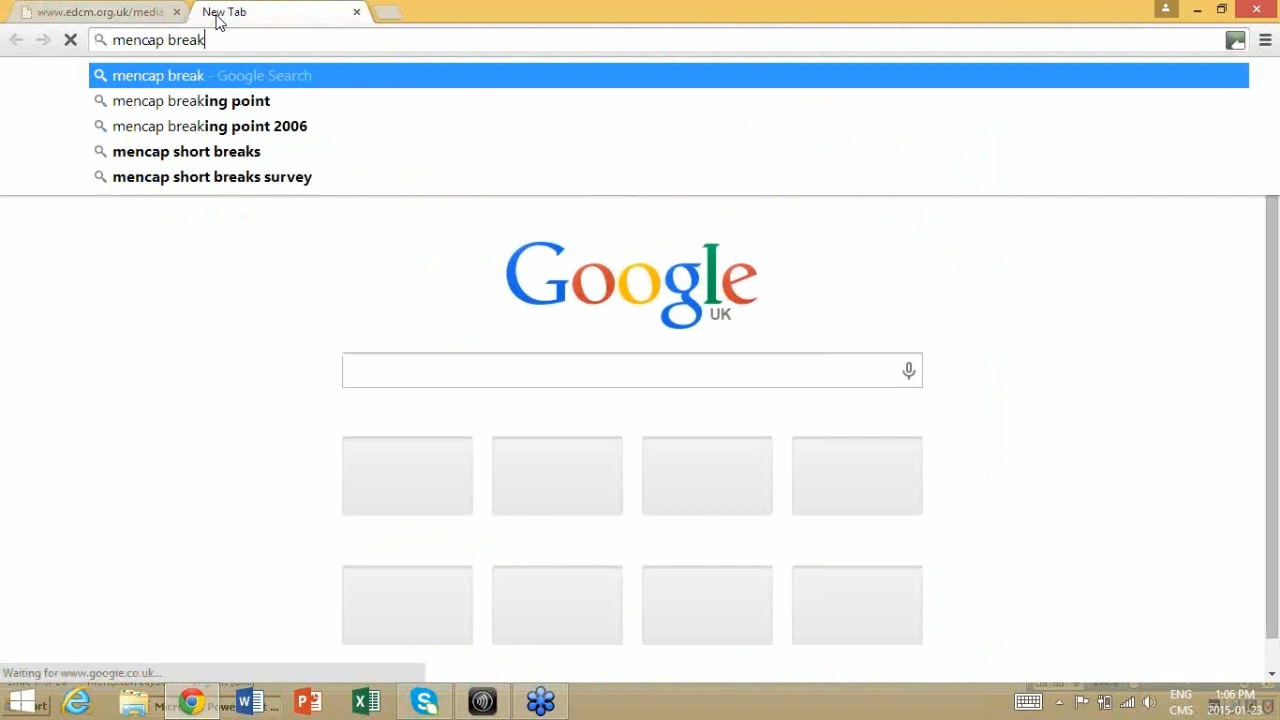 www.edcm.org.uk/media
New Tab
mencap break
mencap break - Google Search
mencap breaking point
mencap breaking point 2006
mencap short breaks
mencap short breaks survey
Google
UK
Waiting for www.google.co.uk...
ENG
CMS
1:06 PM
2015-01-23